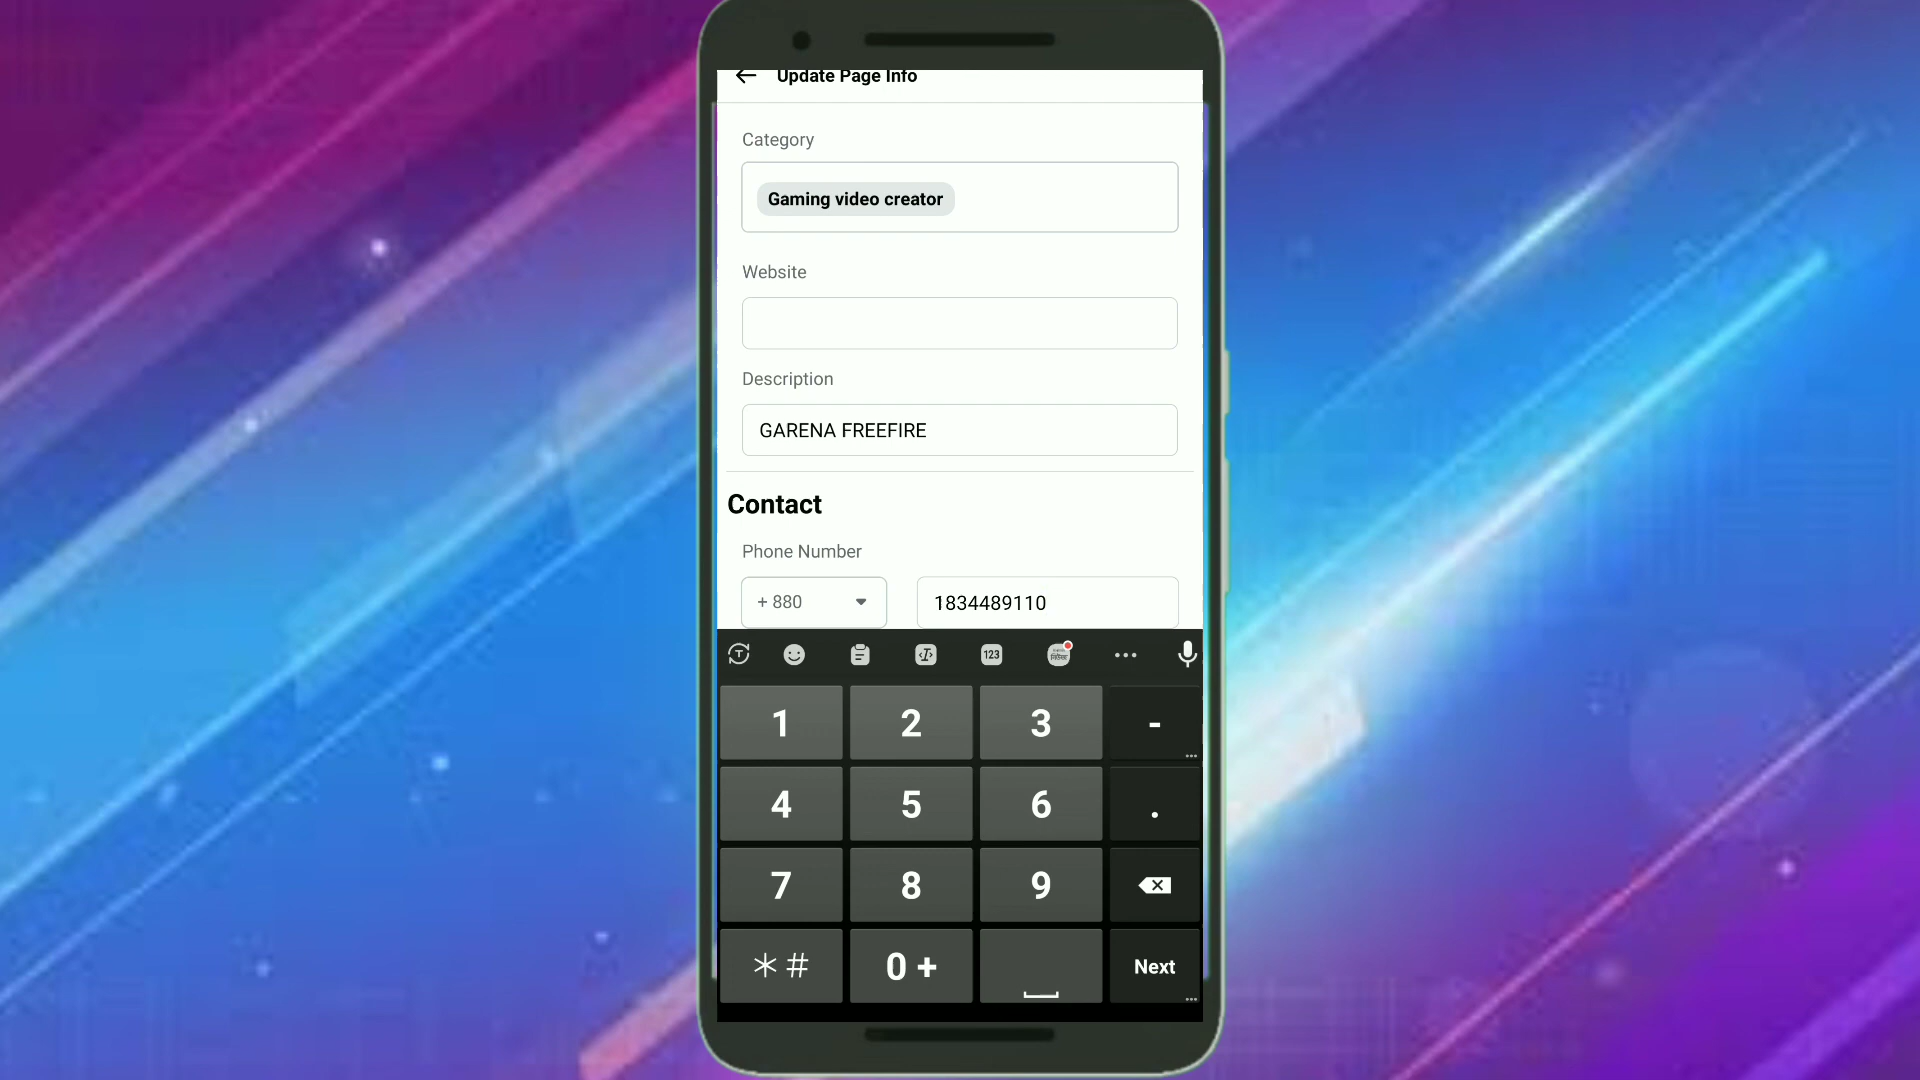 Update Page Info
Category
Gaming video creator
Website
Description
GARENA FREEFIRE
Contact
Phone Number
+ 880
1834489110
T
123
1 2 3 -
4 5 6 .
7 8 9
* # 0 + Next